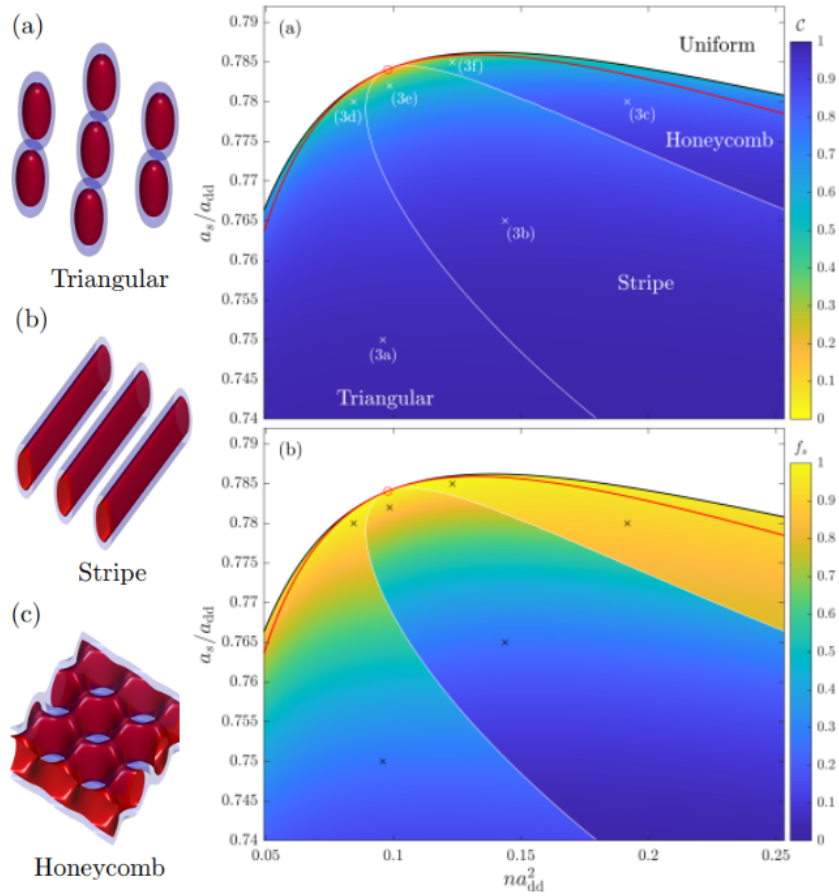 (a)
Triangular
(b)
Stripe
(c)
Honeycomb
(a)
Uniform
(3f)
(3e)
(3d)
(3c)
Honeycomb
(3b)
Stripe
(3a)
Triangular
0.79
0.785
0.78
0.775
0.77
0.765
0.76
0.755
0.75
0.745
0.74
a_s/a_dd
C
1
0.9
0.8
0.7
0.6
0.5
0.4
0.3
0.2
0.1
0
(b)
0.79
0.785
0.78
0.775
0.77
0.765
0.76
0.755
0.75
0.745
0.74
a_s/a_dd
0.05
0.1
0.15
0.2
0.25
na²_dd
f_s
1
0.9
0.8
0.7
0.6
0.5
0.4
0.3
0.2
0.1
0